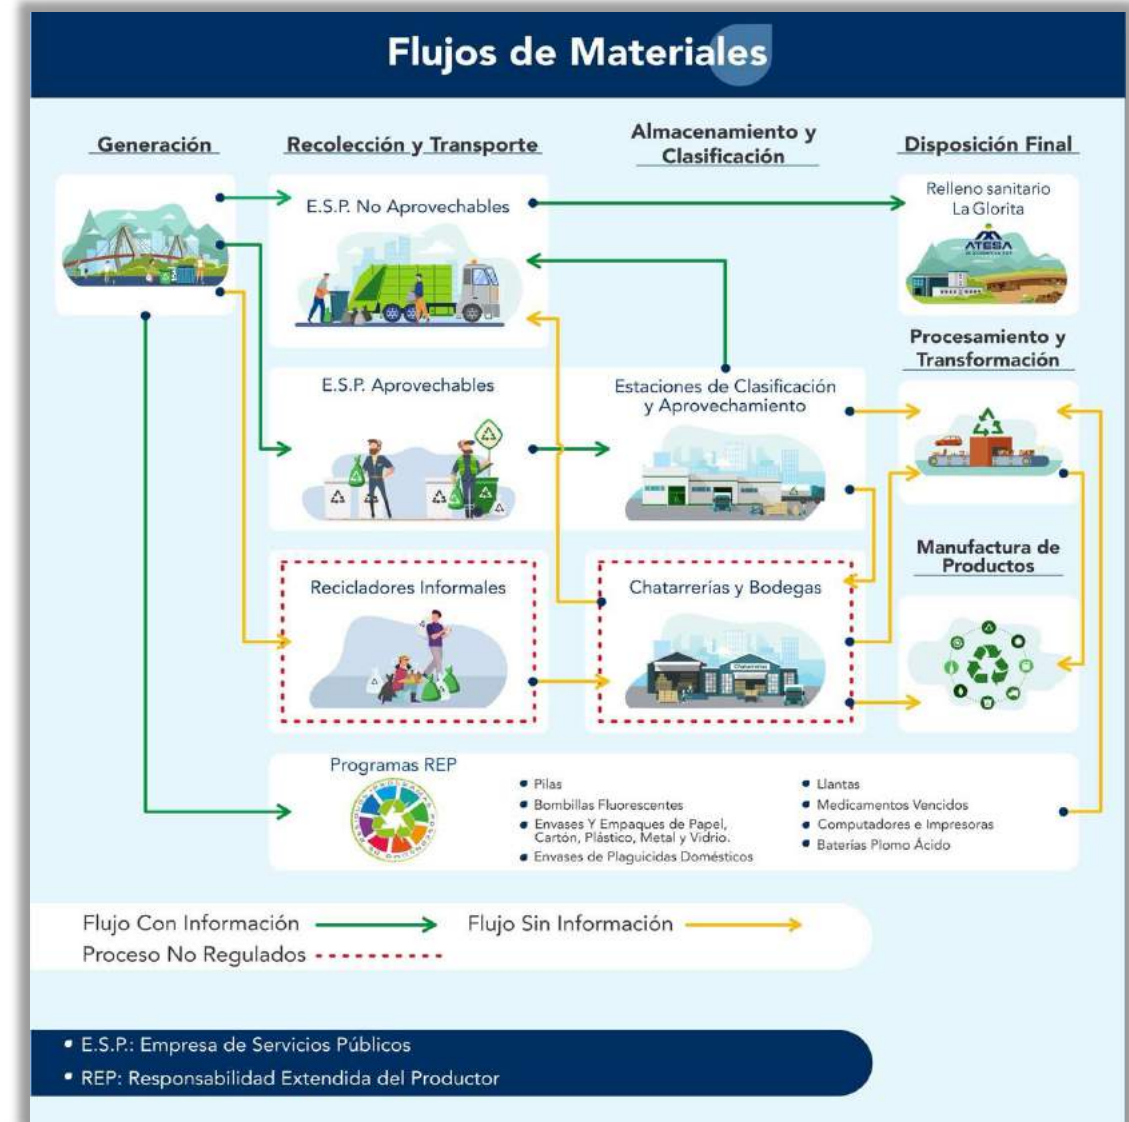 Flujos de Materiales
Generación
Recolección y Transporte
Almacenamiento y
Clasificación
Disposición Final
E.S.P. No Aprovechables
Relleno sanitario
La Glorita
ATESA
Procesamiento y
Transformación
E.S.P. Aprovechables
Estaciones de Clasificación
y Aprovechamiento
Manufactura de
Productos
Recicladores Informales
Chatarrerías y Bodegas
Chatarrerías
Programas REP
Pilas
Bombillas Fluorescentes
Envases Y Empaques de Papel,
Cartón, Plástico, Metal y Vidrio.
Envases de Plaguicidas Domésticos
Llantas
Medicamentos Vencidos
Computadores e Impresoras
Baterías Plomo Ácido
Flujo Con Información
Flujo Sin Información
Proceso No Regulados
E.S.P.: Empresa de Servicios Públicos
REP: Responsabilidad Extendida del Productor